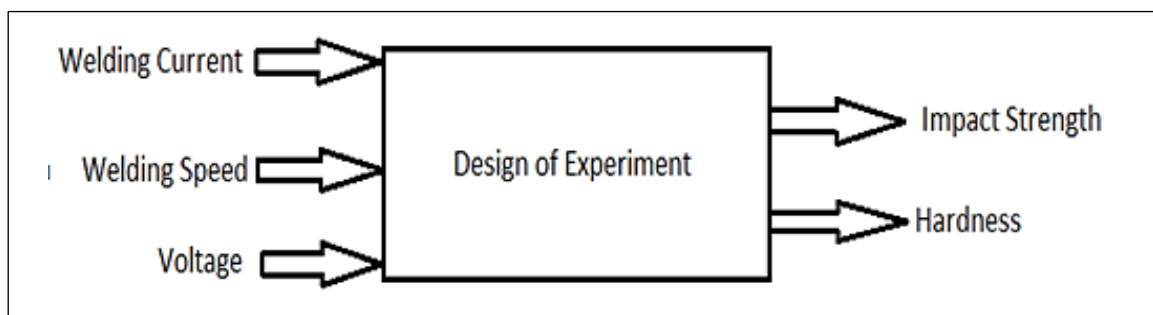 Welding Current
Welding Speed
Voltage
Design of Experiment
Impact Strength
Hardness